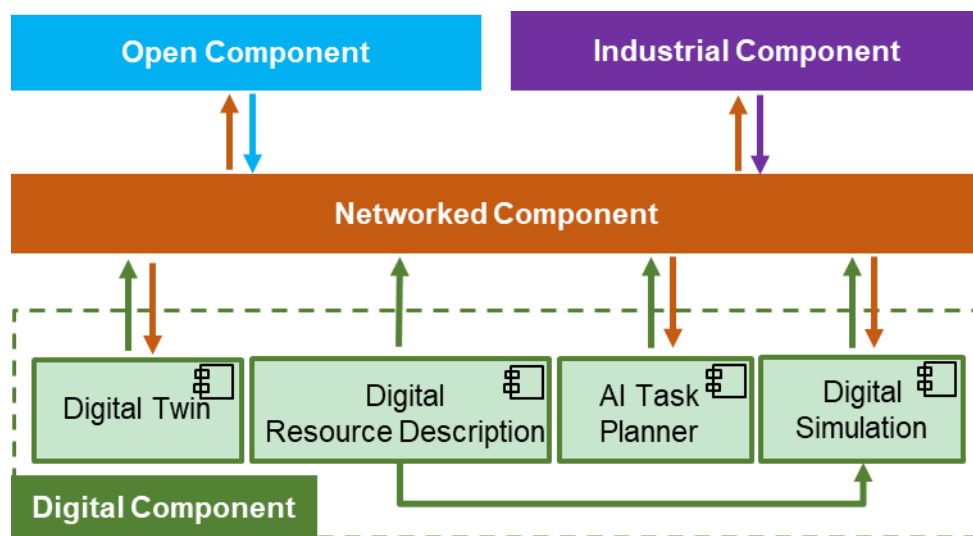 Open Component
Industrial Component
Networked Component
Digital Twin
Digital
Resource Description
AI Task
Planner
Digital
Simulation
Digital Component